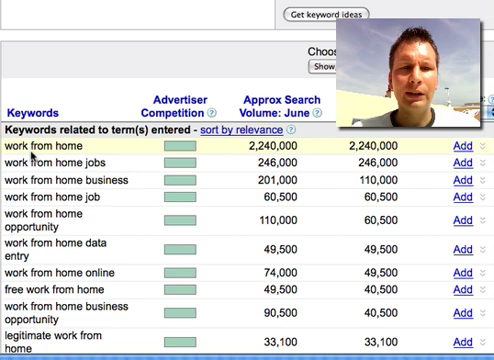 Get keyword ideas
Choos
Show
Keywords Advertiser Competition ? Approx Search Volume: June ?
Keywords related to term(s) entered - sort by relevance ?
work from home 2,240,000 2,240,000 Add
work from home jobs 246,000 246,000 Add
work from home business 201,000 110,000 Add
work from home job 60,500 60,500 Add
work from home
opportunity 110,000 60,500 Add
work from home data
entry 49,500 49,500 Add
work from home online 74,000 49,500 Add
free work from home 49,500 40,500 Add
work from home business
opportunity 90,500 40,500 Add
legitimate work from
home 33,100 33,100 Add